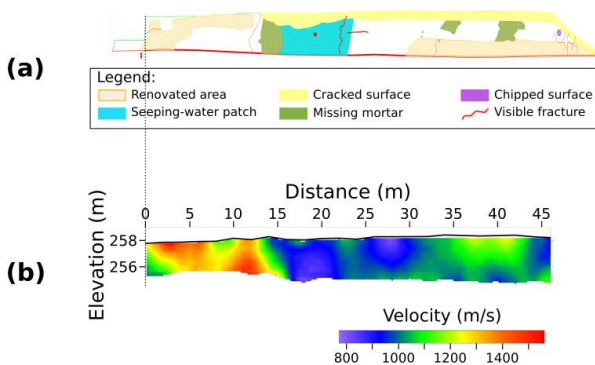 (a)
Legend:
Renovated area
Cracked surface
Chipped surface
Seeping-water patch
Missing mortar
Visible fracture
Distance (m)
0 5 10 15 20 25 30 35 40 45
Elevation (m)
258
256
(b)
Velocity (m/s)
800 1000 1200 1400